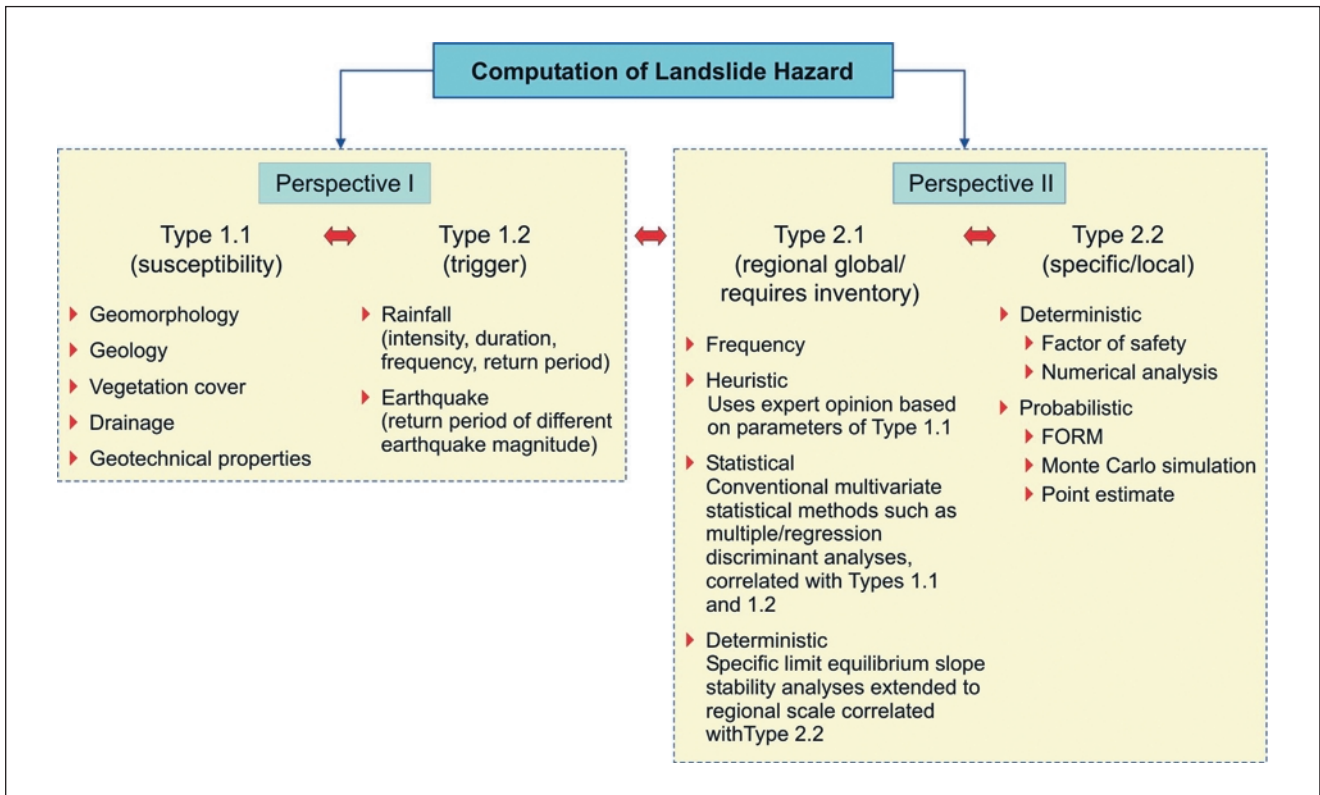 Computation of Landslide Hazard
Perspective I
Type 1.1
(susceptibility)
Geomorphology
Geology
Vegetation cover
Drainage
Geotechnical properties
Type 1.2
(trigger)
Rainfall
(intensity, duration,
frequency, return period)
Earthquake
(return period of different
earthquake magnitude)
Perspective II
Type 2.1
(regional global/
requires inventory)
Frequency
Heuristic
Uses expert opinion based
on parameters of Type 1.1
Statistical
Conventional multivariate
statistical methods such as
multiple/regression
discriminant analyses,
correlated with Types 1.1
and 1.2
Deterministic
Specific limit equilibrium slope
stability analyses extended to
regional scale correlated
withType 2.2
Type 2.2
(specific/local)
Deterministic
Factor of safety
Numerical analysis
Probabilistic
FORM
Monte Carlo simulation
Point estimate